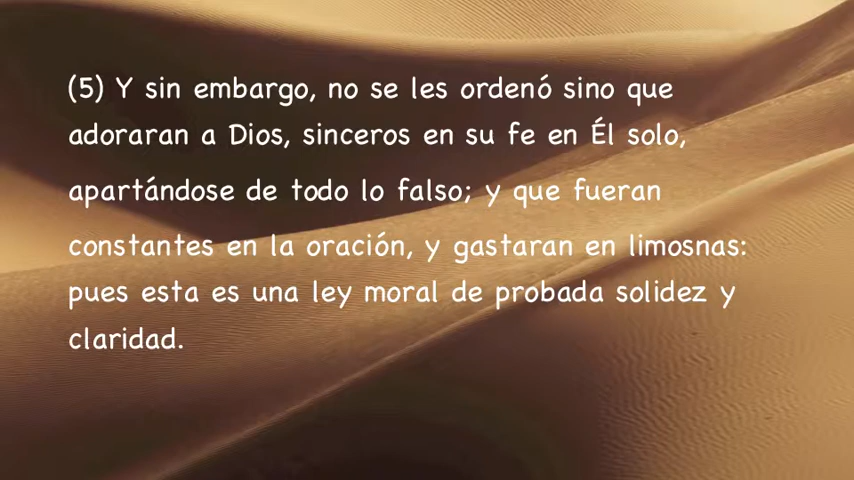 (5) Y sin embargo, no se les ordenó sino que
adoraran a Dios, sinceros en su fe en Él solo,
apartándose de todo lo falso; y que fueran
constantes en la oración, y gastaran en limosnas:
pues esta es una ley moral de probada solidez y
claridad.